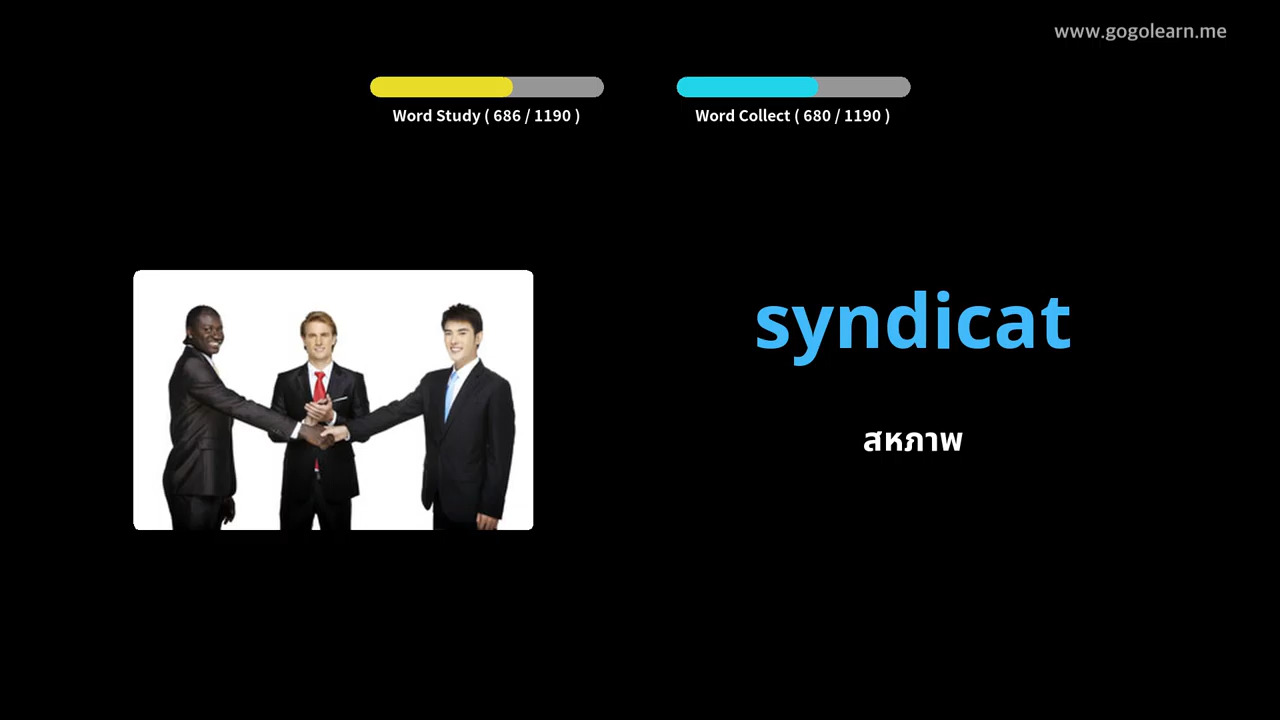 www.gogolearn.me
Word Study ( 686 / 1190 )
Word Collect ( 680 / 1190 )
syndicat
สหภาพ